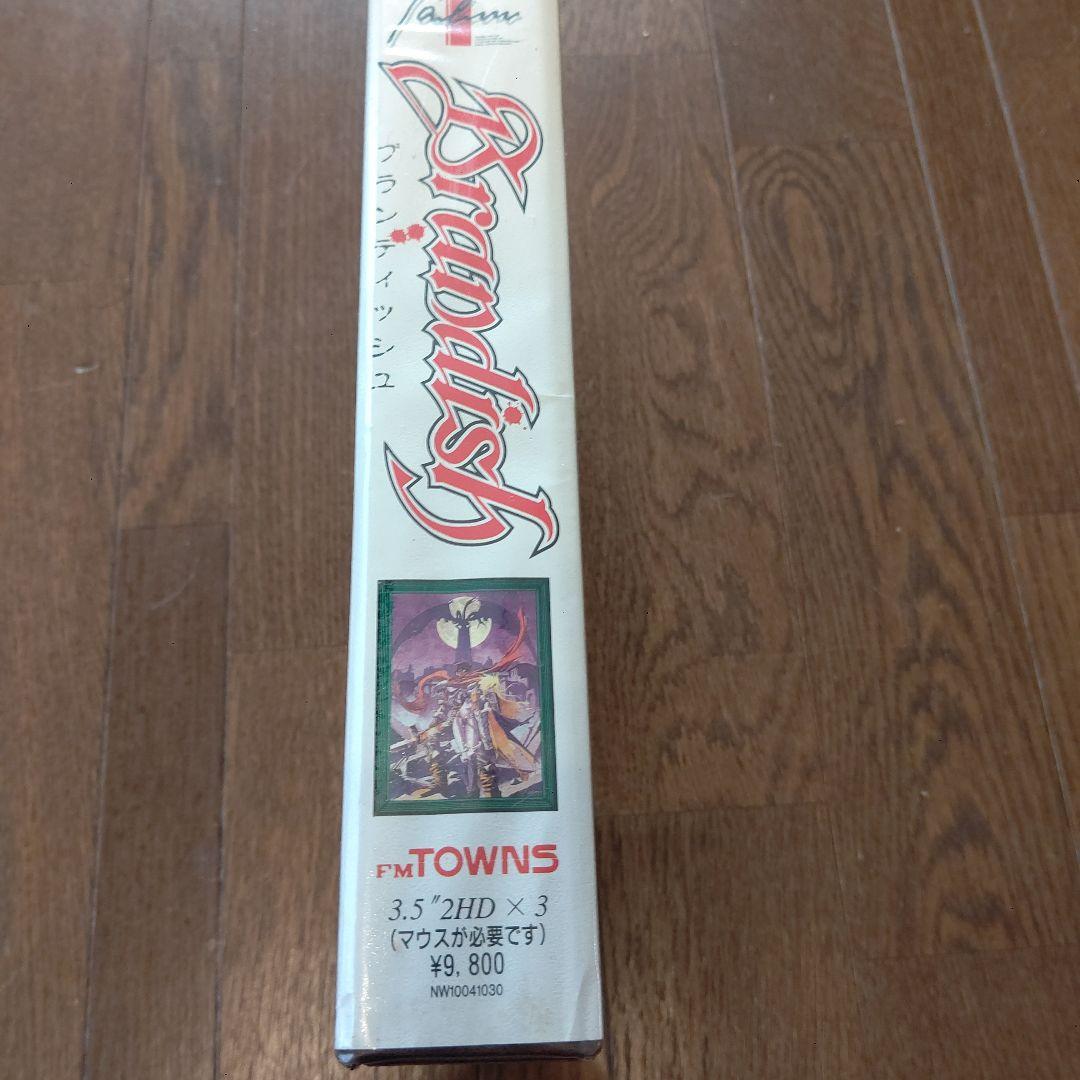 Falcom
Brandish
ブランディッシュ
FM TOWNS
3.5"2HD × 3
(マウスが必要です)
¥9,800
NW10041030